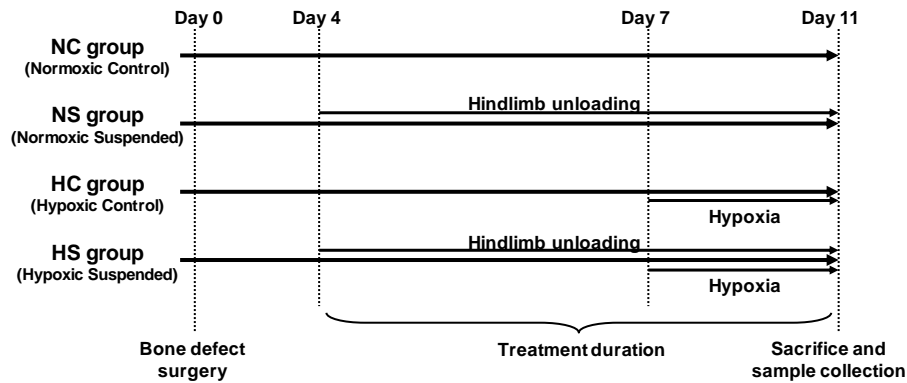 Day 0 Day 4 Day 7 Day 11
NC group
(Normoxic Control)
Hindlimb unloading
NS group
(Normoxic Suspended)
HC group
(Hypoxic Control)
Hypoxia
Hindlimb unloading
HS group
(Hypoxic Suspended)
Hypoxia
Bone defect
surgery
Treatment duration
Sacrifice and
sample collection